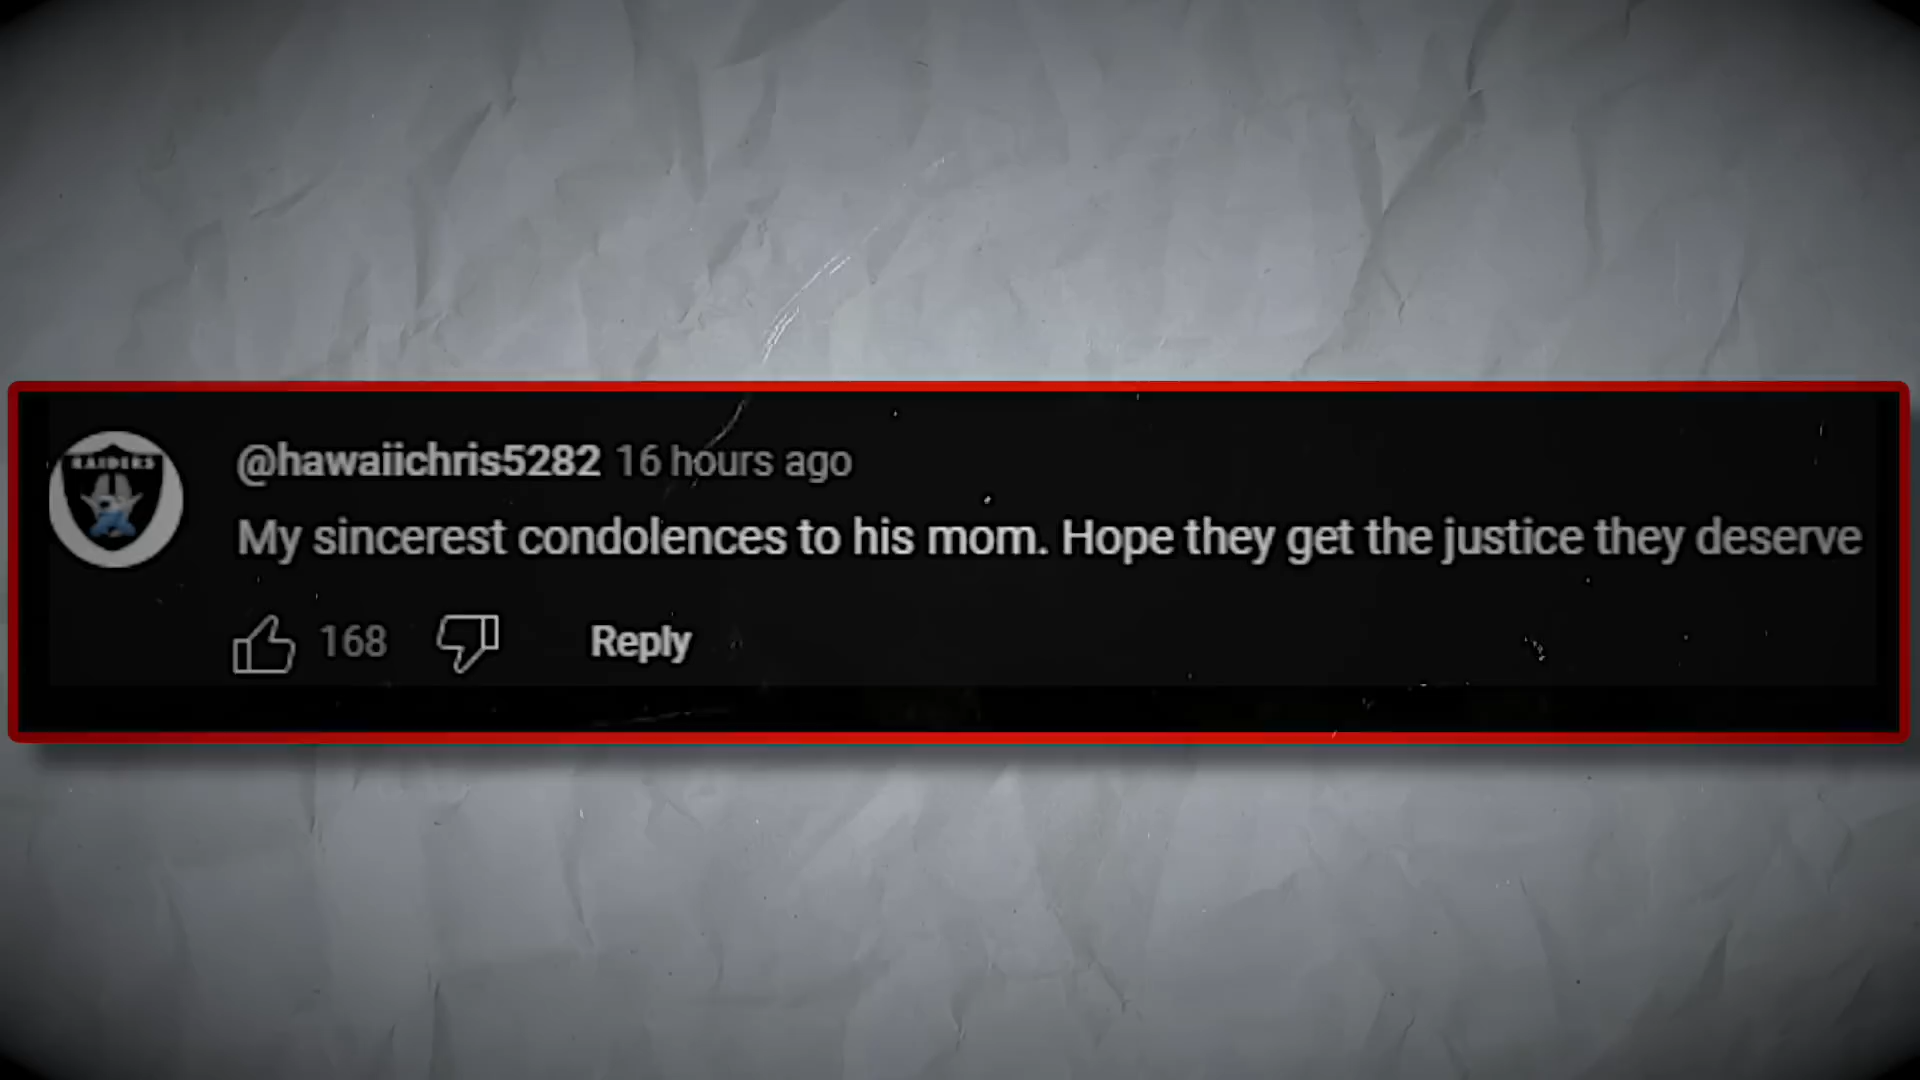 RAIDERS
@hawaiichris5282 16 hours ago
My sincerest condolences to his mom. Hope they get the justice they deserve
168
Reply